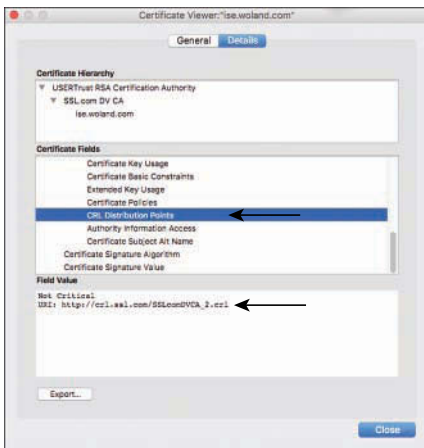 Certificate Viewer:"ise.woland.com"
General Details
Certificate Hierarchy
USERTrust RSA Certification Authority
SSL.com DV CA
ise.woland.com
Certificate Fields
Certificate Key Usage
Certificate Basic Constraints
Extended Key Usage
Certificate Policies
CRL Distribution Points
Authority Information Access
Certificate Subject Alt Name
Certificate Signature Algorithm
Certificate Signature Value
Field Value
Not Critical
URI: http://crl.ssl.com/SSLcomDVCA_2.crl
Export...
Close